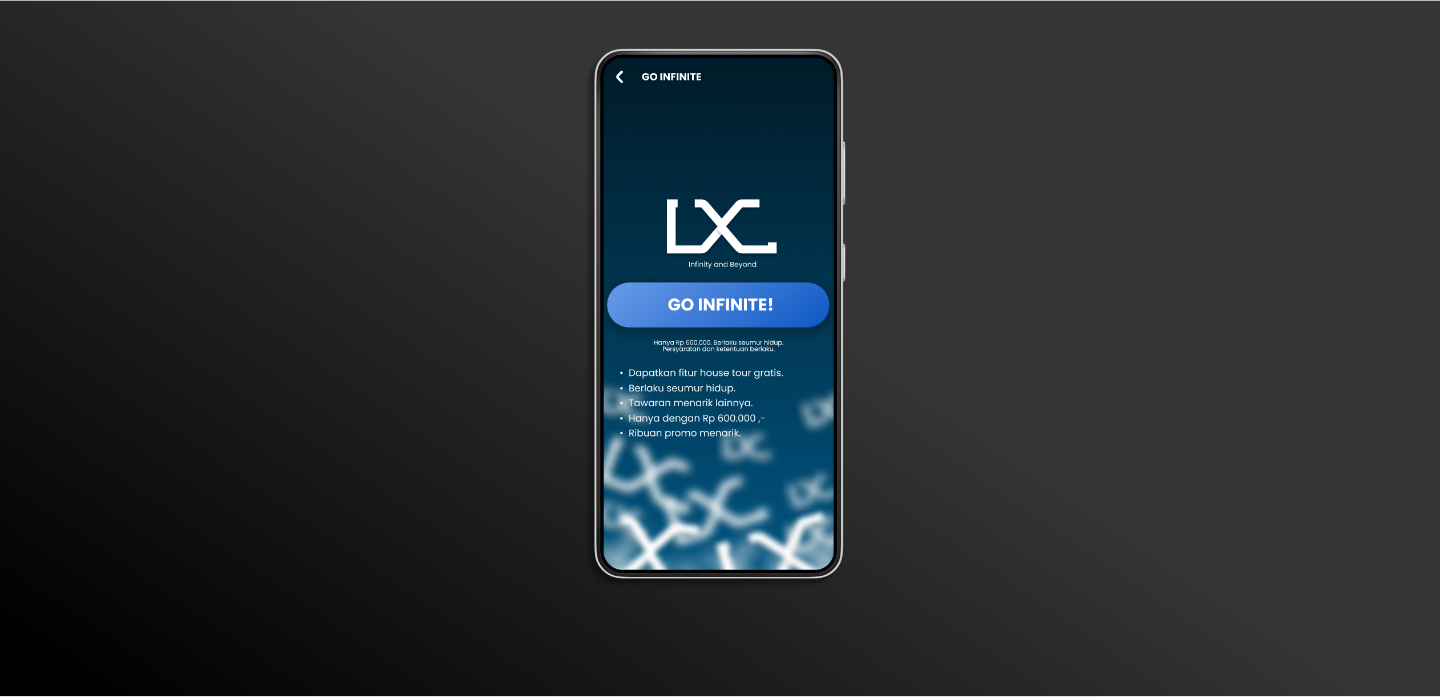 GO INFINITE
LXC
Infinity and Beyond
GO INFINITE!
Hanya Rp 600.000. Berlaku seumur hidup.
Persyaratan dan ketentuan berlaku.
• Dapatkan fitur house tour gratis.
• Berlaku seumur hidup.
• Tawaran menarik lainnya.
• Hanya dengan Rp 600.000 ,-
• Ribuan promo menarik.